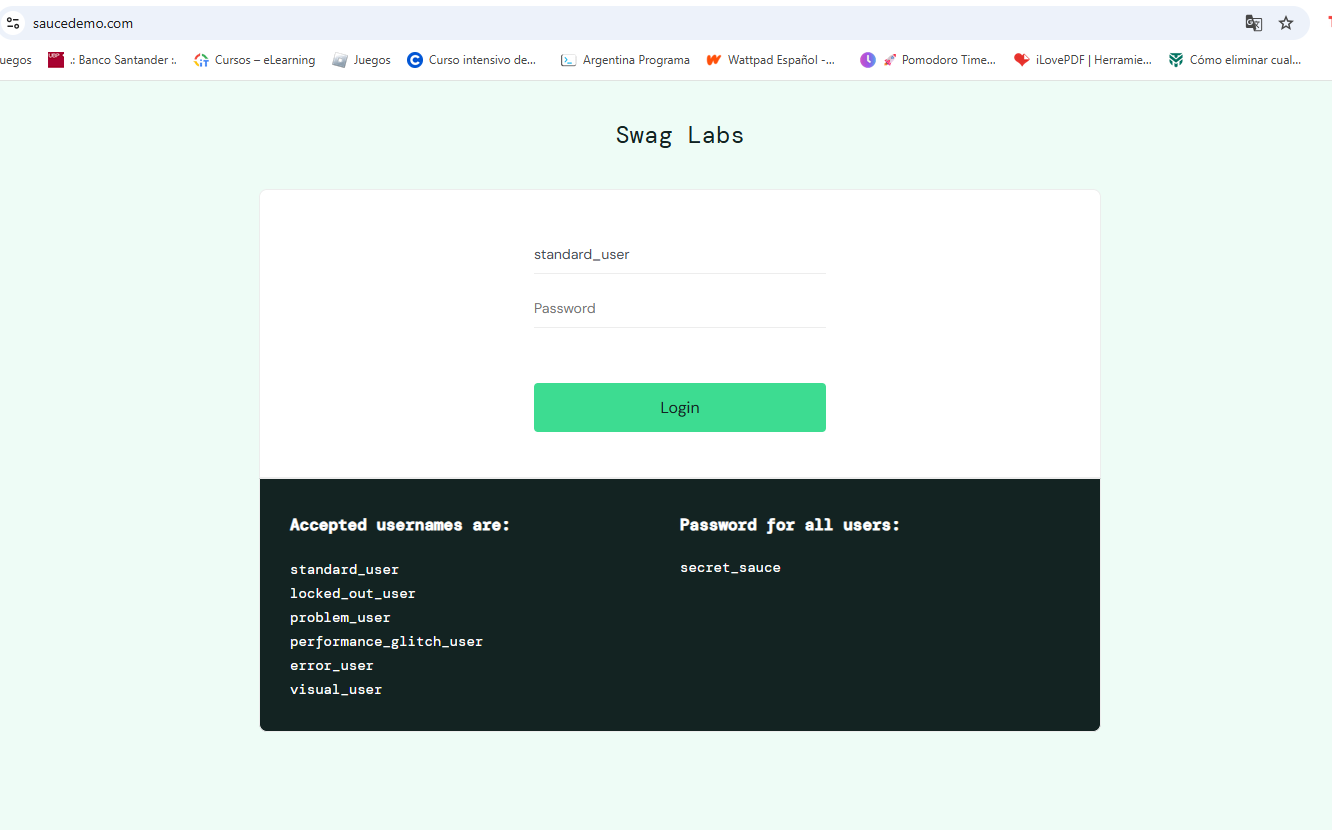 saucedemo.com
uegos
.: Banco Santander :.
Cursos – eLearning
Juegos
Curso intensivo de...
Argentina Programa
Wattpad Español -...
🚀 Pomodoro Time...
iLovePDF | Herramie...
Cómo eliminar cual...
Swag Labs
standard_user
Password
Login
Accepted usernames are:
standard_user
locked_out_user
problem_user
performance_glitch_user
error_user
visual_user
Password for all users:
secret_sauce